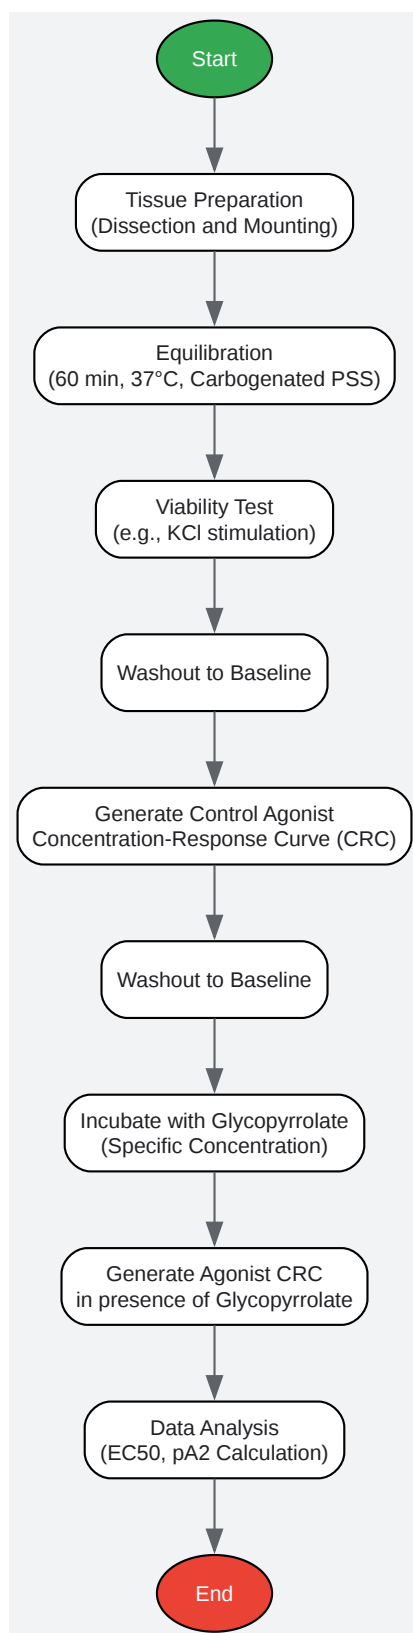 Start
Tissue Preparation
(Dissection and Mounting)
Equilibration
(60 min, 37°C, Carbogenated PSS)
Viability Test
(e.g., KCl stimulation)
Washout to Baseline
Generate Control Agonist
Concentration-Response Curve (CRC)
Washout to Baseline
Incubate with Glycopyrrolate
(Specific Concentration)
Generate Agonist CRC
in presence of Glycopyrrolate
Data Analysis
(EC50, pA2 Calculation)
End